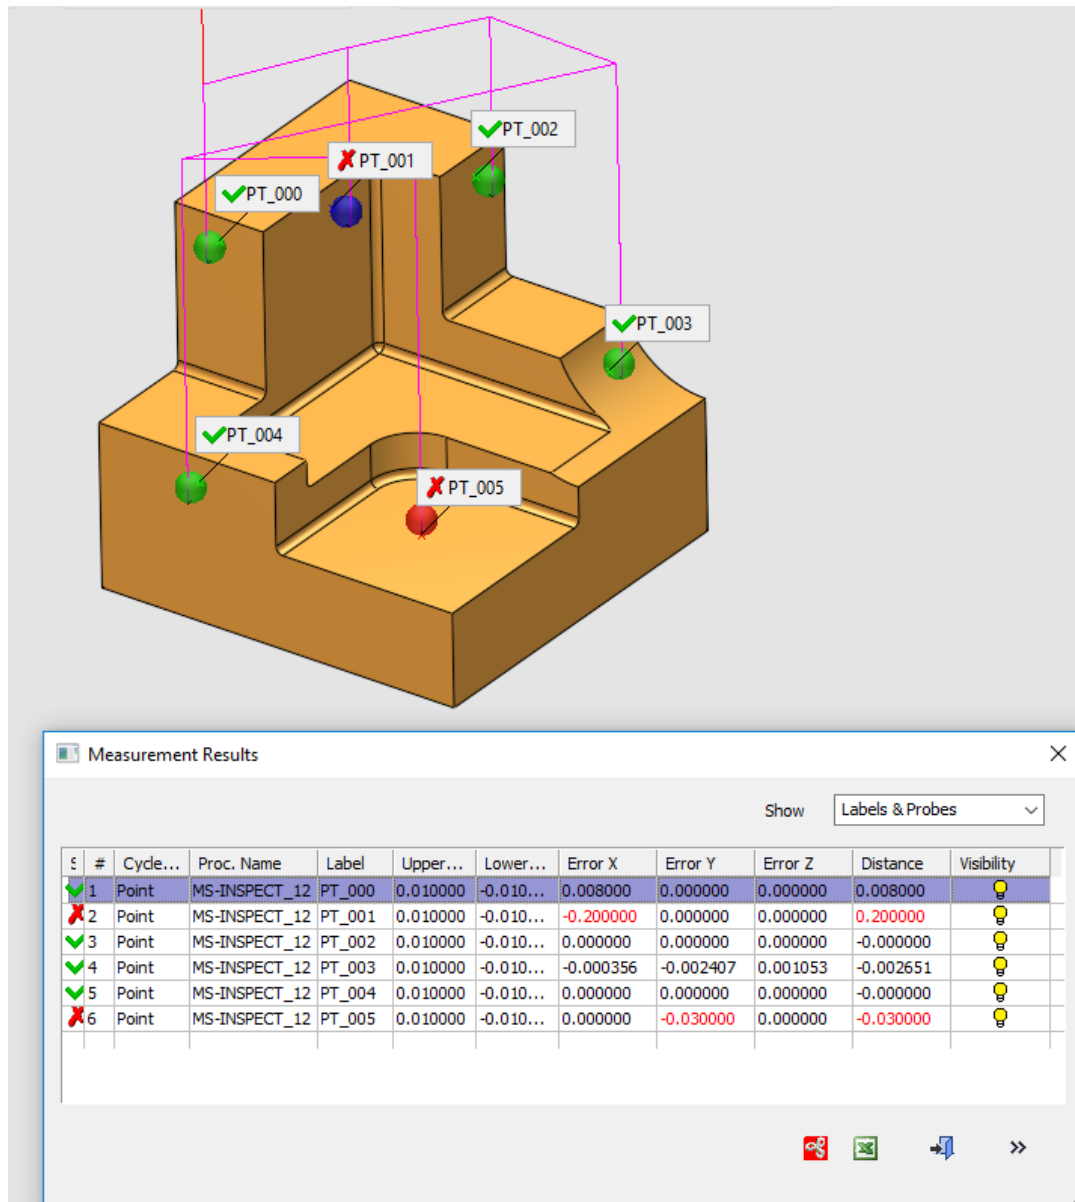 PT_002
PT_001
PT_000
PT_003
PT_004
PT_005
Measurement Results
Show Labels & Probes
S # Cycle... Proc. Name Label Upper... Lower... Error X Error Y Error Z Distance Visibility
1 Point MS-INSPECT_12 PT_000 0.010000 -0.010... 0.008000 0.000000 0.000000 0.008000
2 Point MS-INSPECT_12 PT_001 0.010000 -0.010... -0.200000 0.000000 0.000000 0.200000
3 Point MS-INSPECT_12 PT_002 0.010000 -0.010... 0.000000 0.000000 0.000000 -0.000000
4 Point MS-INSPECT_12 PT_003 0.010000 -0.010... -0.000356 -0.002407 0.001053 -0.002651
5 Point MS-INSPECT_12 PT_004 0.010000 -0.010... 0.000000 0.000000 0.000000 -0.000000
6 Point MS-INSPECT_12 PT_005 0.010000 -0.010... 0.000000 -0.030000 0.000000 -0.030000